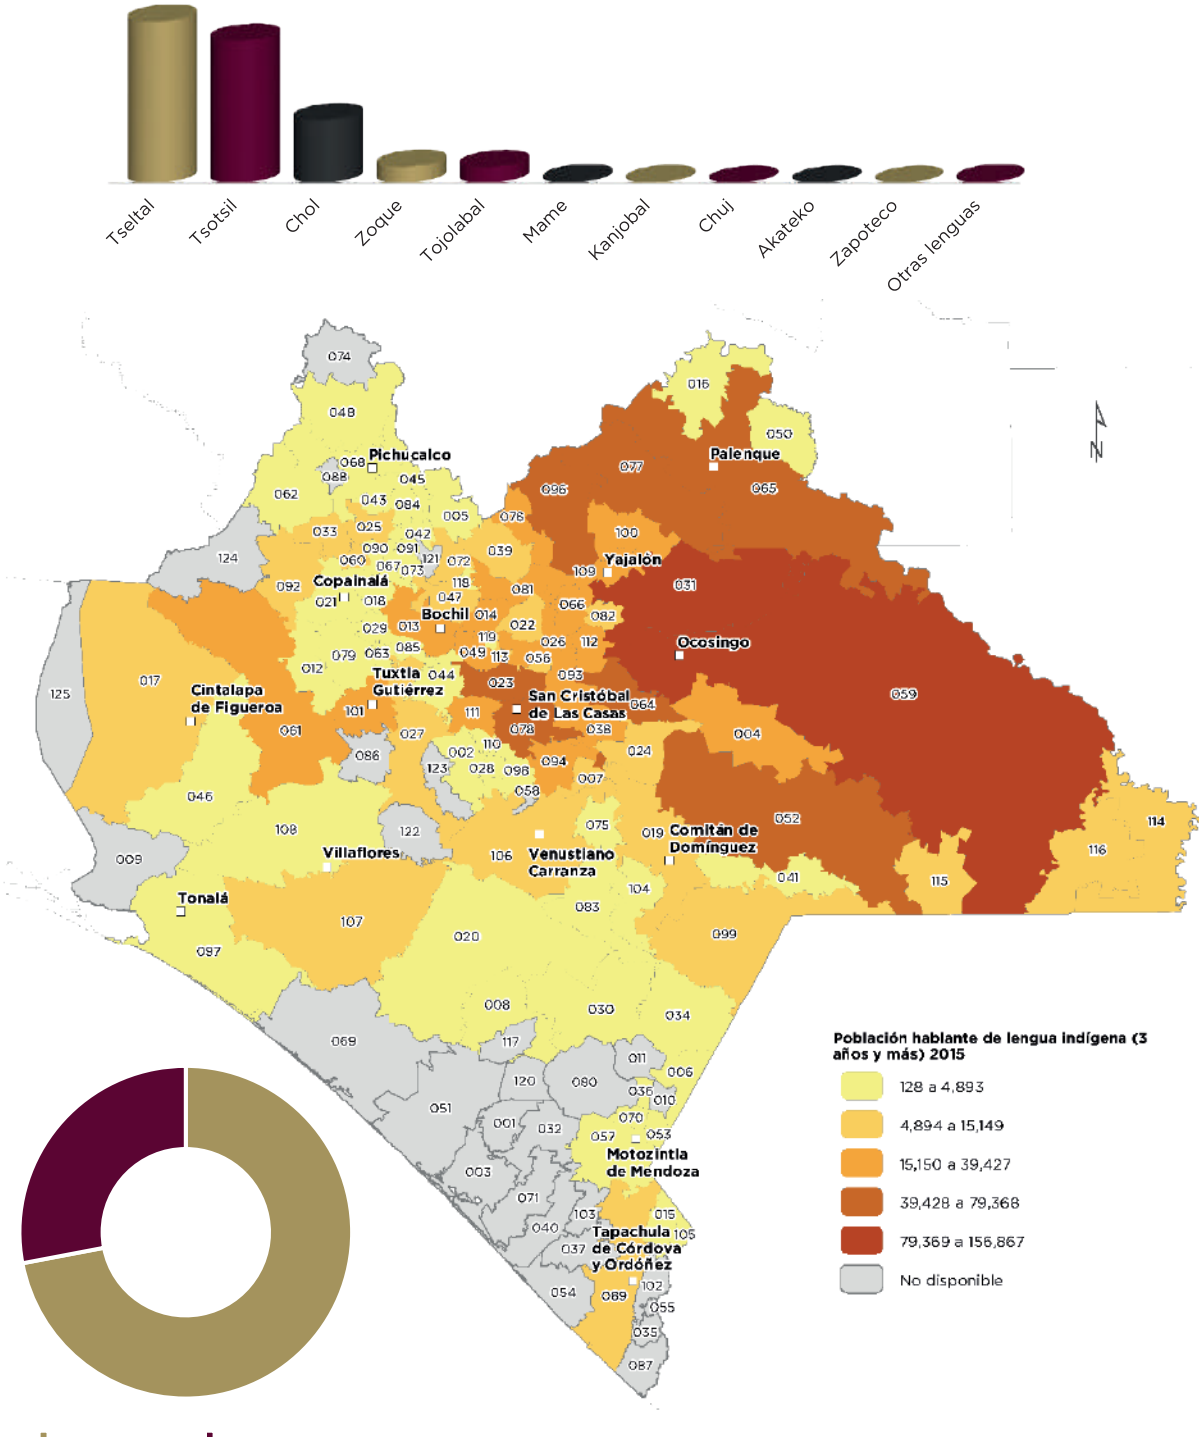 Tseltal
Tsotsil
Chol
Zoque
Tojolabal
Mame
Kanjobal
Chuj
Akateko
Zapoteco
Otras lenguas
074
016
048
050
Pichucalco
Palenque
068
088
045
077
062
043
084
096
065
005
076
033
025
042
100
090
091
124
060
121
072
039
Yajalón
067
073
109
Copainalá
092
118
081
031
021
018
047
066
Bochil
014
082
029
013
022
119
026
112
Ocosingo
079
063
085
049
113
056
012
Tuxtla
Gutiérrez
044
093
017
023
125
Cintalapa
de Figueroa
San Cristóbal
de Las Casas
059
064
101
111
061
078
038
027
004
110
086
002
024
123
028
098
094
007
046
058
052
075
114
108
122
019
Comitán de
Domínguez
116
009
Villaflores
106
Venustiano
Carranza
041
115
104
Tonalá
083
107
099
020
097
008
030
034
N
069
117
011
Población hablante de lengua indígena (3
años y más) 2015
006
120
080
036
010
128 a 4,893
051
001
032
070
4,894 a 15,149
057
053
Motozintla
de Mendoza
15,150 a 39,427
003
071
39,428 a 79,368
103
015
040
Tapachula
de Córdova
y Ordóñez
105
79,369 a 156,867
037
No disponible
054
089
102
055
035
087